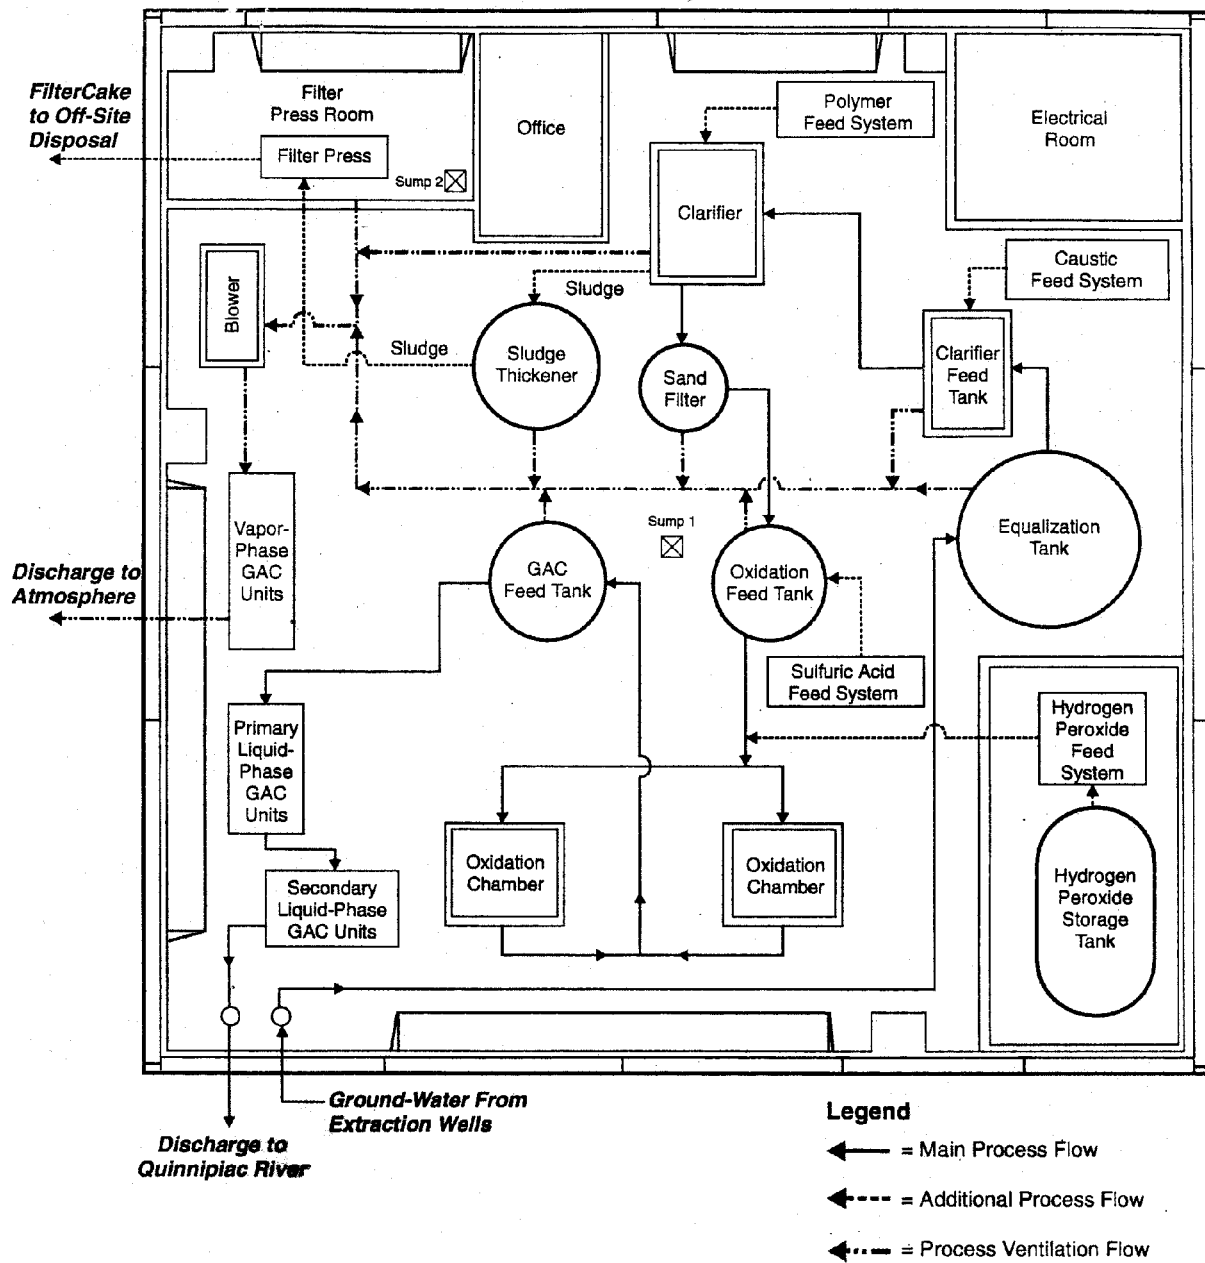 FilterCake
to Off-Site
Disposal
Filter
Press Room
Filter Press
Sump 2
Office
Polymer
Feed System
Electrical
Room
Clarifier
Caustic
Feed System
Blower
Sludge
Sludge
Sludge
Thickener
Sand
Filter
Clarifier
Feed
Tank
Vapor-
Phase
GAC
Units
Sump 1
Equalization
Tank
GAC
Feed Tank
Oxidation
Feed Tank
Discharge to
Atmosphere
Sulfuric Acid
Feed System
Primary
Liquid-
Phase
GAC
Units
Hydrogen
Peroxide
Feed
System
Oxidation
Chamber
Oxidation
Chamber
Secondary
Liquid-Phase
GAC Units
Hydrogen
Peroxide
Storage
Tank
Ground-Water From
Extraction Wells
Discharge to
Quinnipiac River
Legend
= Main Process Flow
= Additional Process Flow
= Process Ventilation Flow